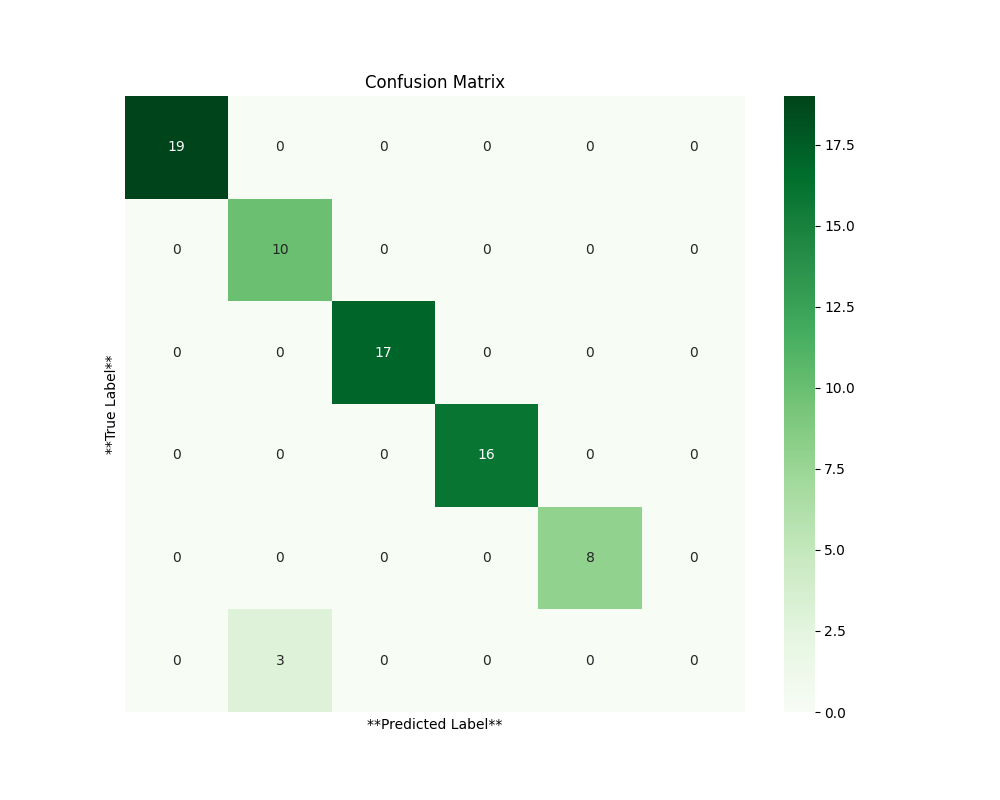 Confusion Matrix
19 0 0 0 0 0
0 10 0 0 0 0
0 0 17 0 0 0
0 0 0 16 0 0
0 0 0 0 8 0
0 3 0 0 0 0
**True Label**
**Predicted Label**
17.5
15.0
12.5
10.0
7.5
5.0
2.5
0.0